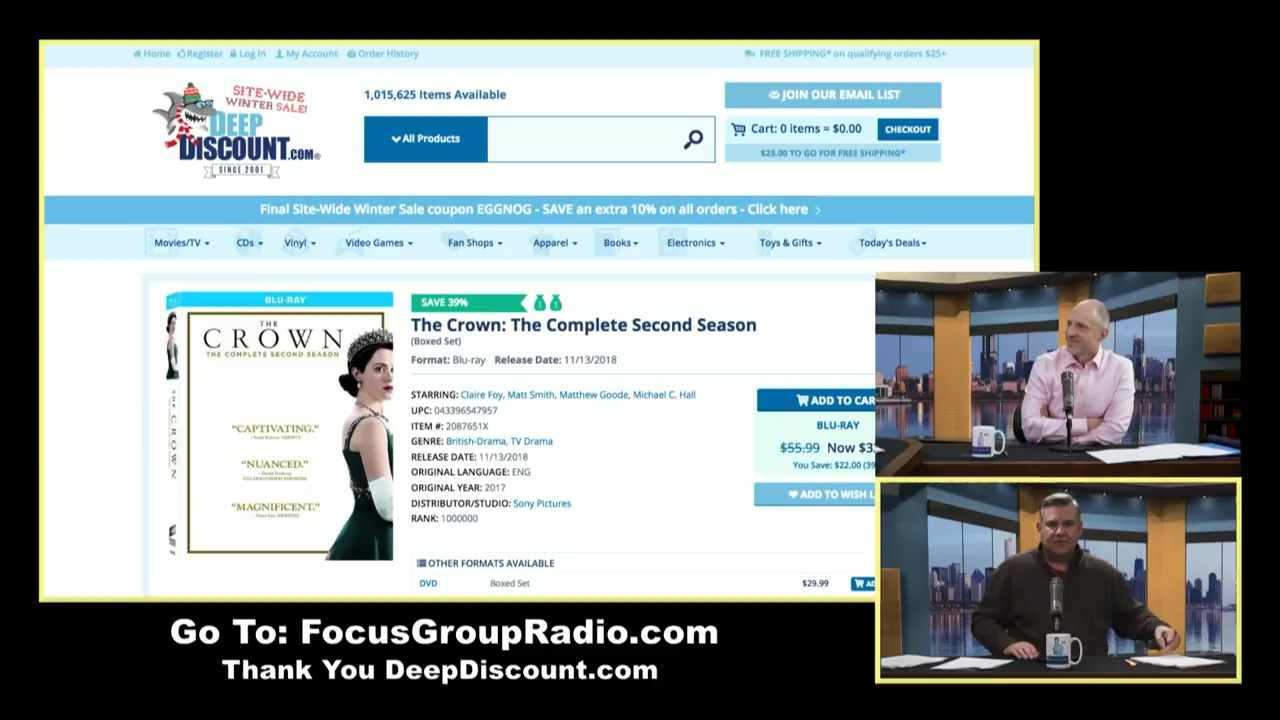 Home Register Log In My Account Order History
FREE SHIPPING* on qualifying orders $25+
SITE-WIDE
WINTER SALE!
DEEP
DISCOUNT.COM®
SINCE 2001
1,015,625 Items Available
All Products
JOIN OUR EMAIL LIST
Cart: 0 items = $0.00 CHECKOUT
$25.00 TO GO FOR FREE SHIPPING*
Final Site-Wide Winter Sale coupon EGGNOG - SAVE an extra 10% on all orders - Click here
Movies/TV CDs Vinyl Video Games Fan Shops Apparel Books Electronics Toys & Gifts Today's Deals
BLU-RAY
THE
CROWN
THE COMPLETE SECOND SEASON
"CAPTIVATING."
"NUANCED."
"MAGNIFICENT."
SAVE 39%
The Crown: The Complete Second Season
(Boxed Set)
Format: Blu-ray Release Date: 11/13/2018
STARRING: Claire Foy, Matt Smith, Matthew Goode, Michael C. Hall
UPC: 043396547957
ITEM #: 2087651X
GENRE: British-Drama, TV Drama
RELEASE DATE: 11/13/2018
ORIGINAL LANGUAGE: ENG
ORIGINAL YEAR: 2017
DISTRIBUTOR/STUDIO: Sony Pictures
RANK: 1000000
ADD TO CAR
BLU-RAY
$55.99 Now $3
You Save: $22.00 (39
ADD TO WISH L
OTHER FORMATS AVAILABLE
DVD Boxed Set $29.99 AD
Go To: FocusGroupRadio.com
Thank You DeepDiscount.com